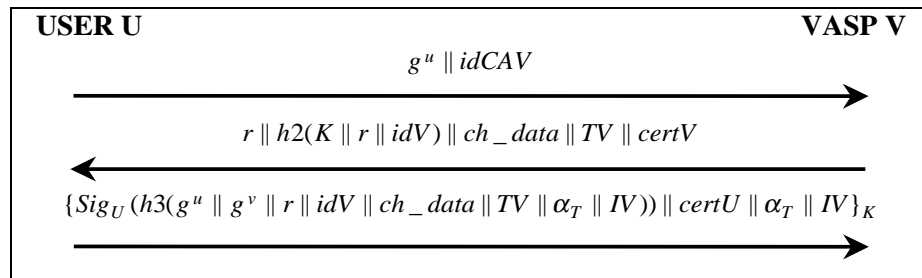 USER U VASP V
g^u || idCAV
r || h2(K || r || idV) || ch_data || TV || certV
{Sig_U(h3(g^u || g^v || r || idV || ch_data || TV || α_T || IV)) || certU || α_T || IV}_K